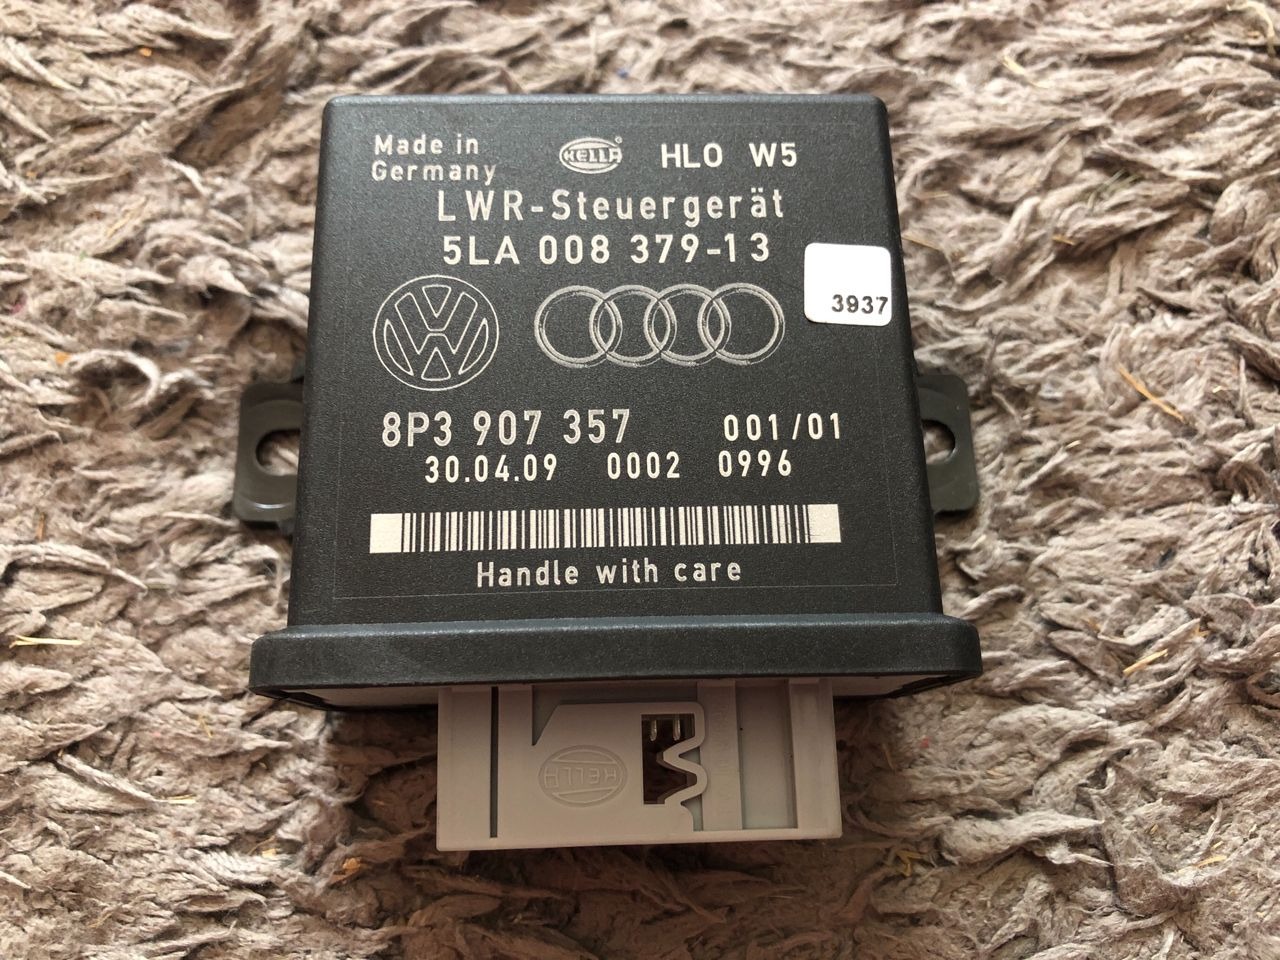 Made in
Germany
HELLA
HLO W5
LWR-Steuergerät
5LA 008 379-13
3937
8P3 907 357 001/01
30.04.09 0002 0996
Handle with care
HELLA